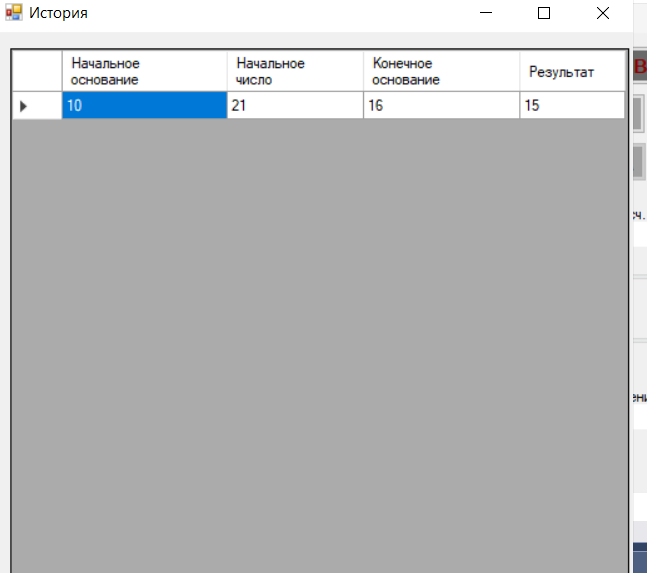 История
Начальное основание
Начальное число
Конечное основание
Результат
10
21
16
15
В